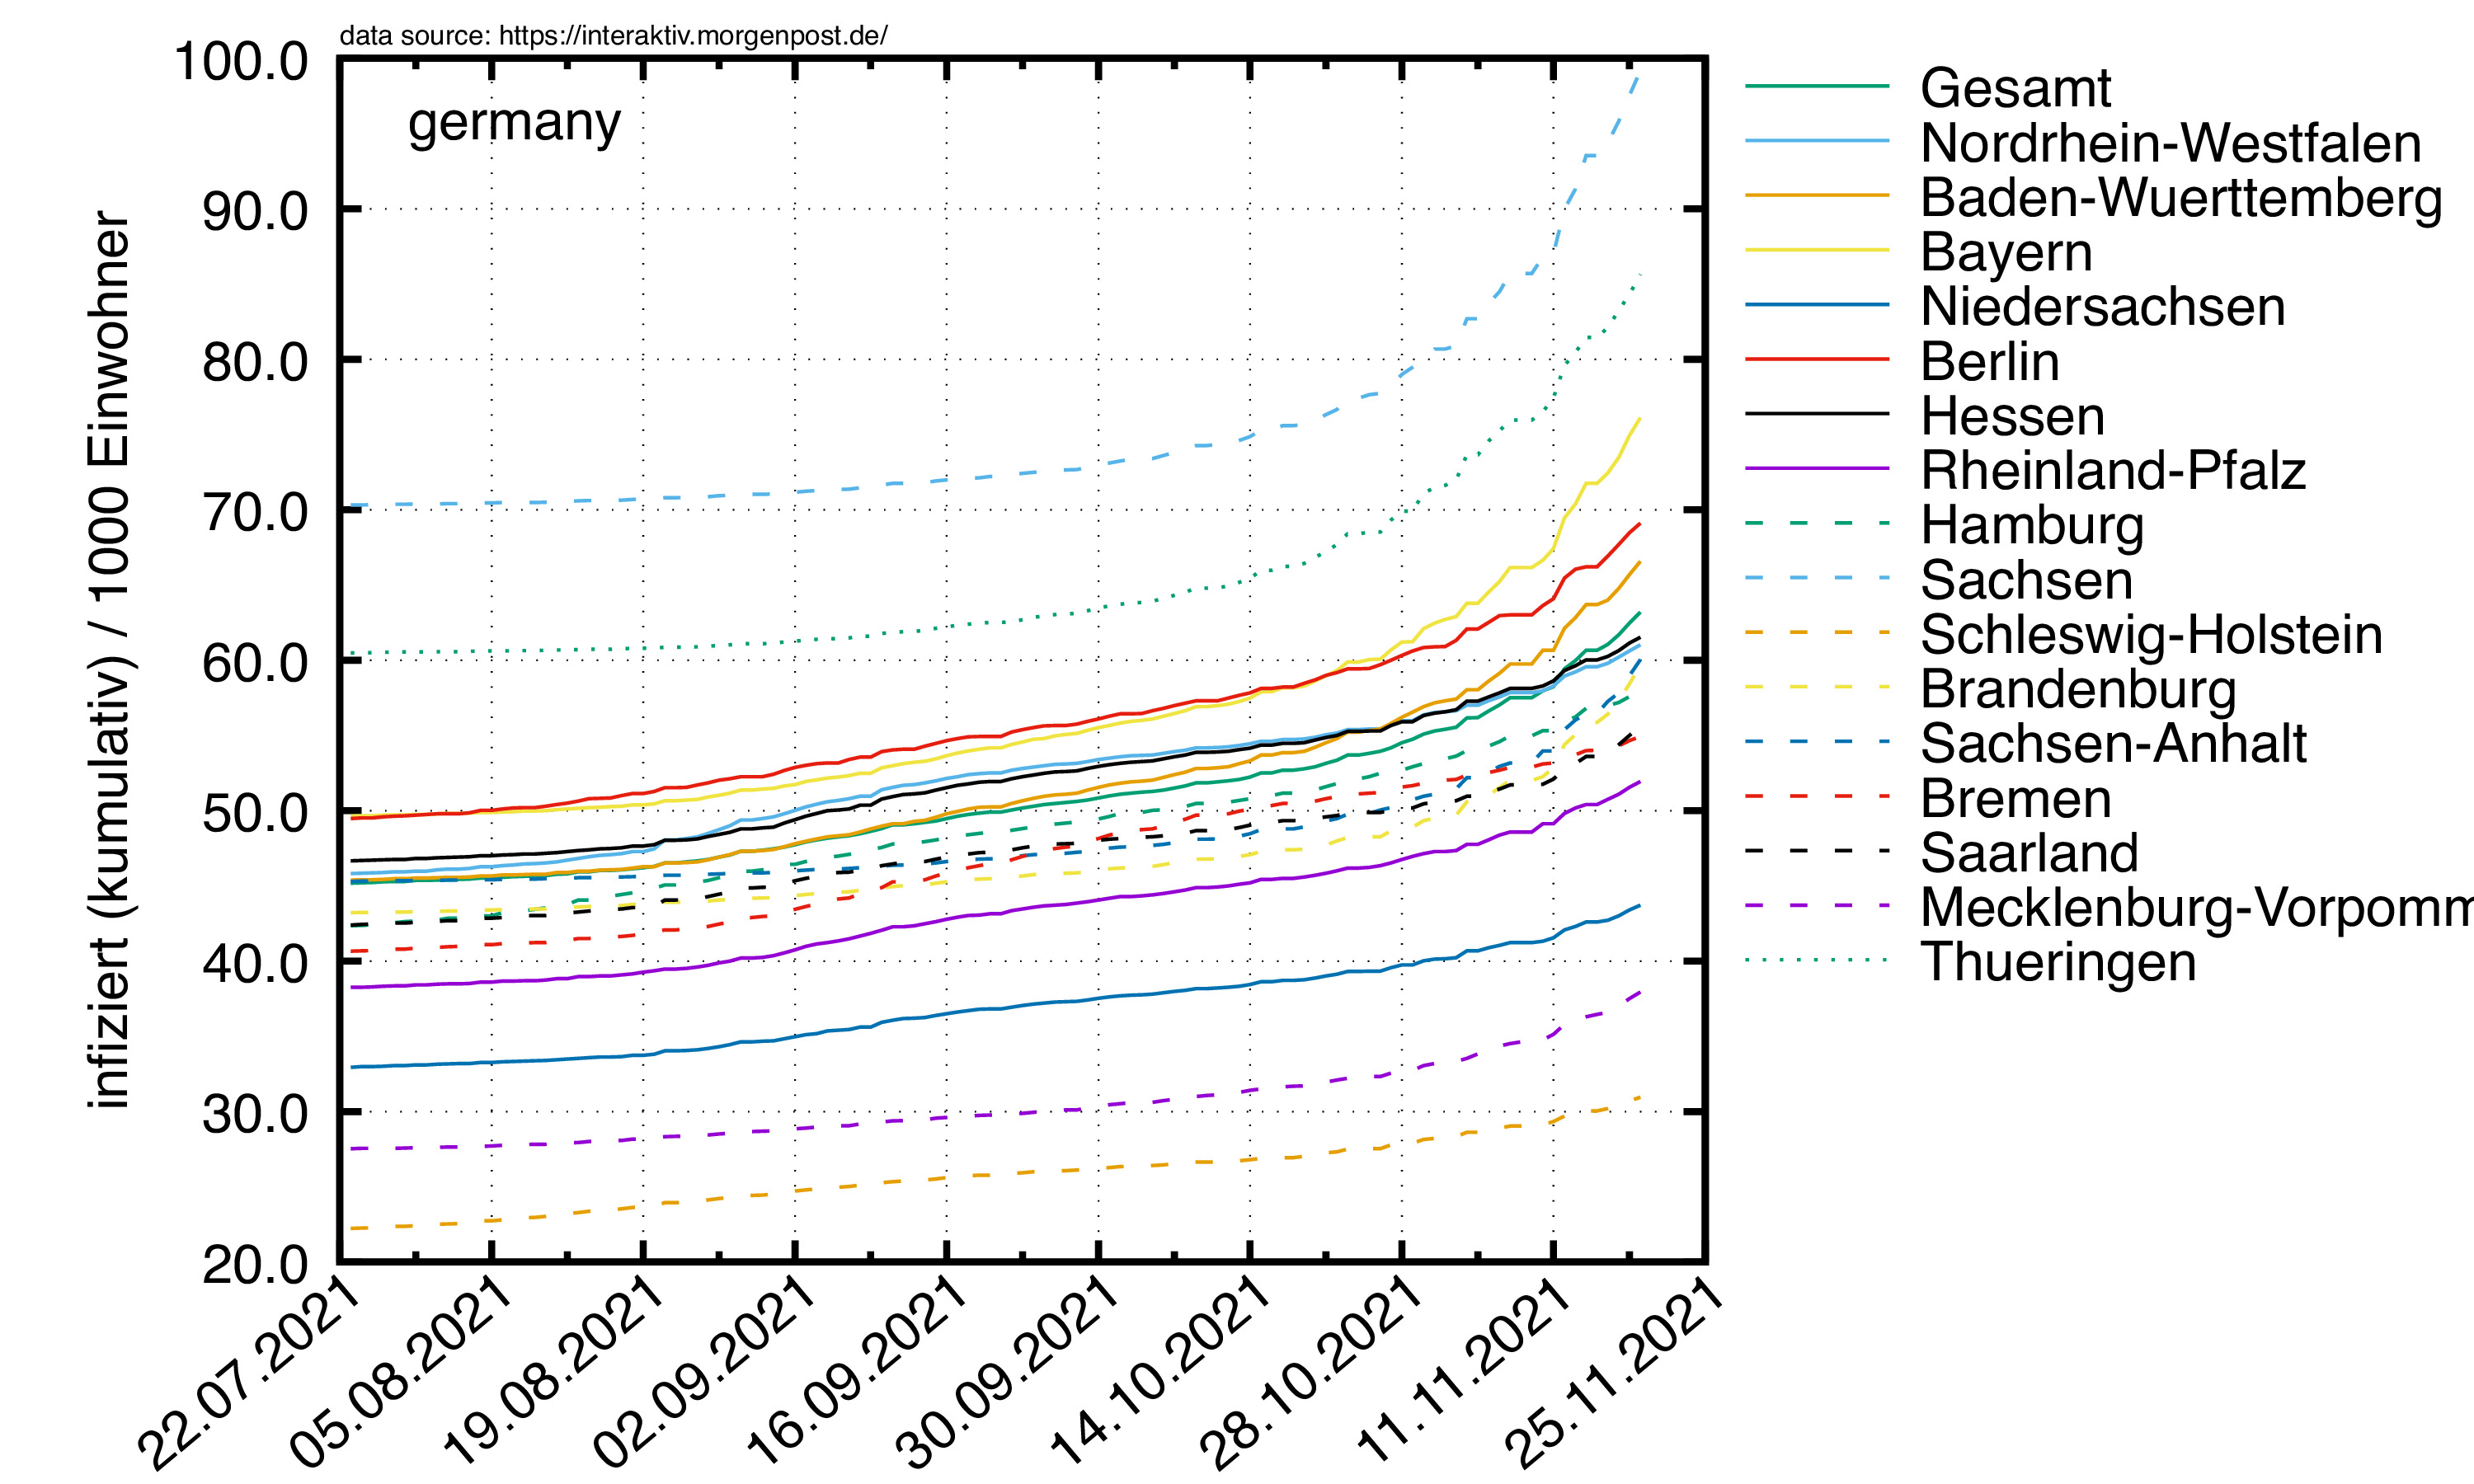 data source: https://interaktiv.morgenpost.de/
germany
infiziert (kumulativ) / 1000 Einwohner
100.0
90.0
80.0
70.0
60.0
50.0
40.0
30.0
20.0
22.07.2021
05.08.2021
19.08.2021
02.09.2021
16.09.2021
30.09.2021
14.10.2021
28.10.2021
11.11.2021
25.11.2021
Gesamt
Nordrhein-Westfalen
Baden-Wuerttemberg
Bayern
Niedersachsen
Berlin
Hessen
Rheinland-Pfalz
Hamburg
Sachsen
Schleswig-Holstein
Brandenburg
Sachsen-Anhalt
Bremen
Saarland
Mecklenburg-Vorpomm
Thueringen